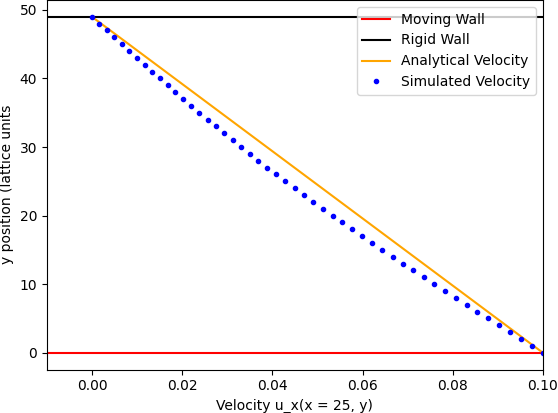 Moving Wall
Rigid Wall
Analytical Velocity
Simulated Velocity
50
40
30
20
10
0
y position (lattice units
0.00 0.02 0.04 0.06 0.08 0.10
Velocity u_x(x = 25, y)